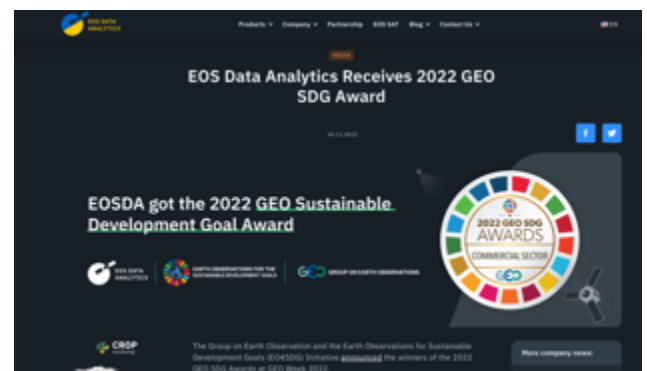 EOS DATA
ANALYTICS
Products Company Partnership EOS SAT Blog Contact Us EN
EOS Data Analytics Receives 2022 GEO
SDG Award
EOSDA got the 2022 GEO Sustainable
Development Goal Award
2022 GEO SDG
AWARDS
COMMERCIAL SECTOR
GEO
EOS DATA
ANALYTICS
EARTH OBSERVATIONS FOR THE
SUSTAINABLE DEVELOPMENT GOALS
GEO GROUP ON EARTH OBSERVATIONS
CROP
The Group on Earth Observation and the Earth Observations for Sustainable
Development Goals (EO4SDG) Initiative announced the winners of the 2022
GEO SDG Awards at GEO Week 2022.
More company news: